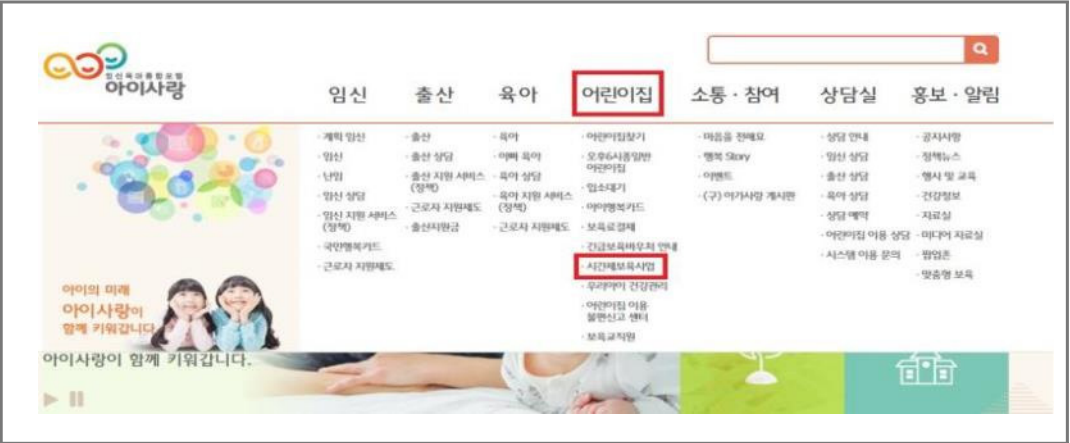 임신육아종합포털
아이사랑
임신 출산 육아 어린이집 소통 · 참여 상담실 홍보 · 알림
· 계획 임신
· 임신
· 난임
· 임신 상담
· 임신 지원 서비스
(정책)
· 국민행복카드
· 근로자 지원제도
· 출산
· 출산 상담
· 출산 지원 서비스
(정책)
· 근로자 지원제도
· 출산지원금
· 육아
· 아빠 육아
· 육아 상담
· 육아 지원 서비스
(정책)
· 근로자 지원제도
· 어린이집찾기
· 오후6시종일반
어린이집
· 입소대기
· 아이행복카드
· 보육료결제
· 긴급보육바우처 안내
· 시간제보육사업
· 우리아이 건강관리
· 어린이집 이용
불편신고 센터
· 보육교직원
· 마음을 전해요
· 행복 Story
· 이벤트
· (구) 아가사랑 게시판
· 상담 안내
· 임신 상담
· 출산 상담
· 육아 상담
· 상담 예약
· 어린이집 이용 상담
· 시스템 이용 문의
· 공지사항
· 정책뉴스
· 행사 및 교육
· 건강정보
· 자료실
· 미디어 자료실
· 팝업존
· 맞춤형 보육
아이의 미래
아이사랑이
함께 키워갑니다
아이사랑이 함께 키워갑니다.